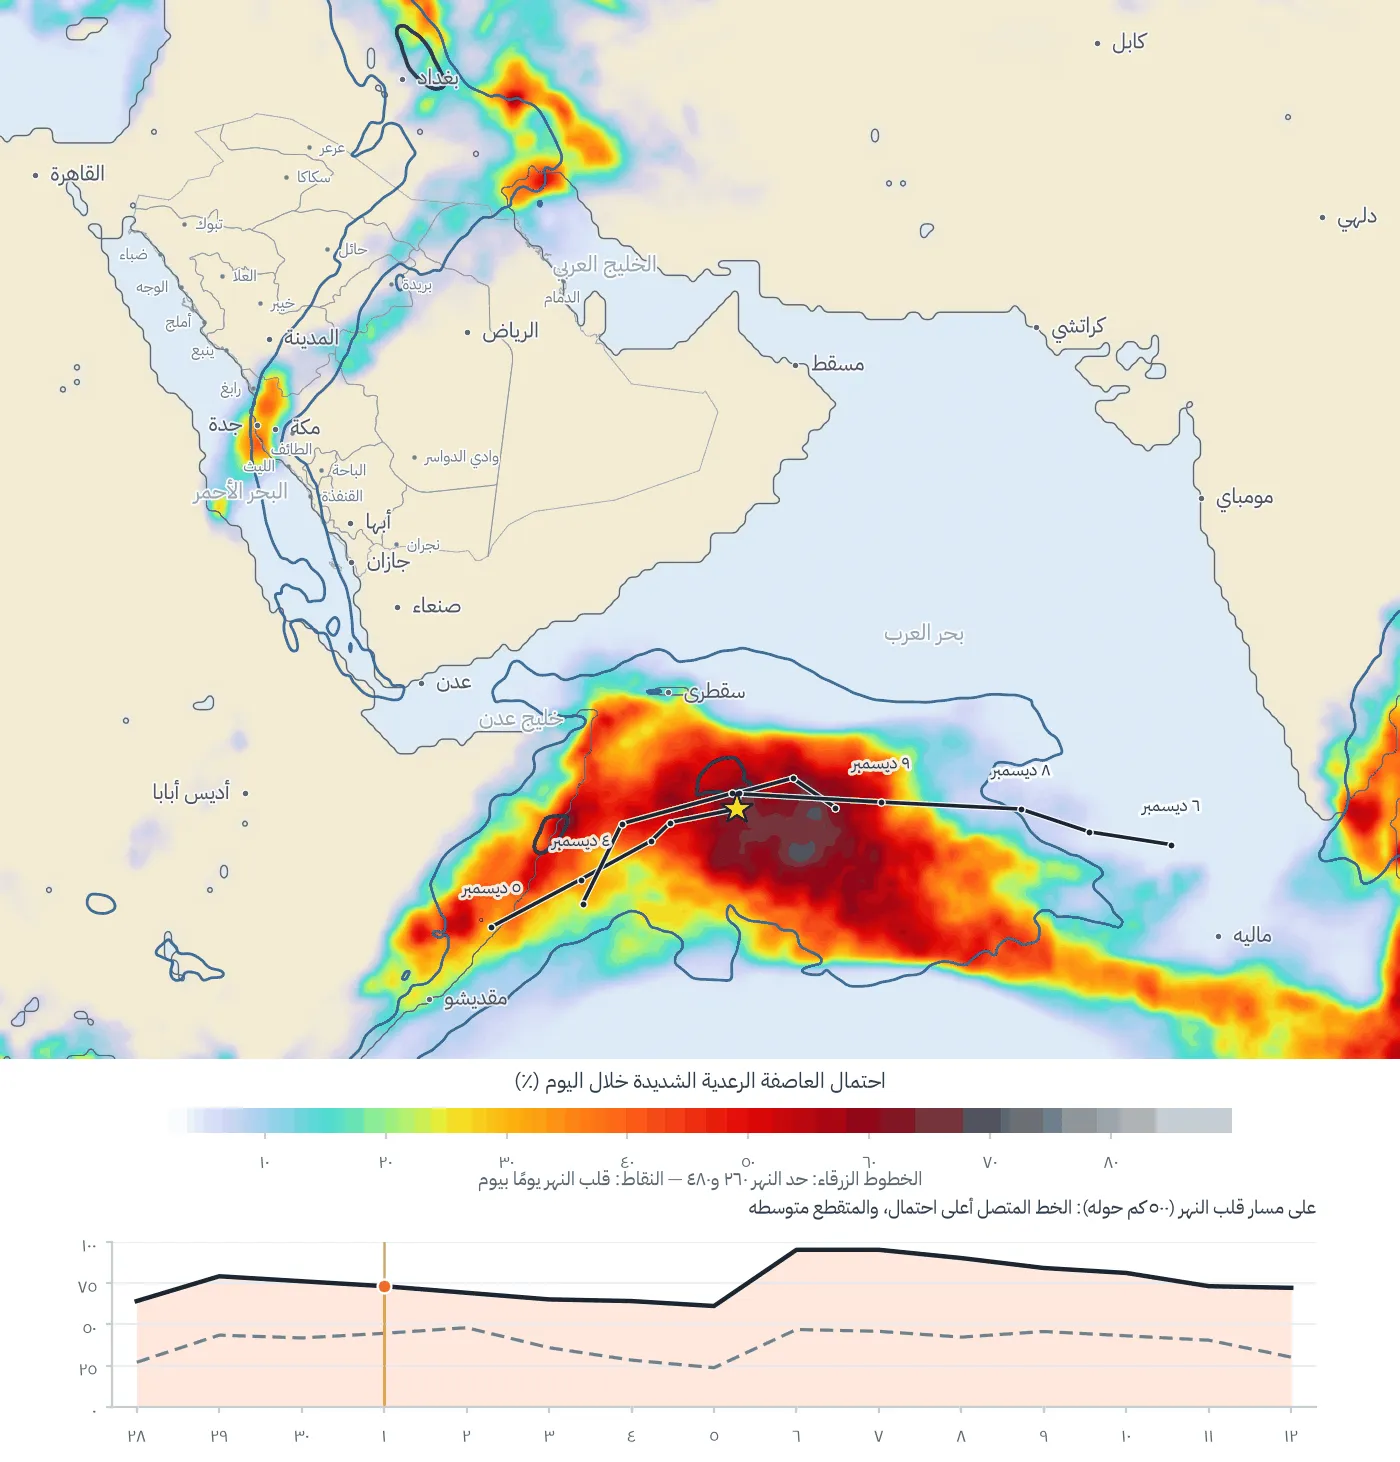 كابل
بغداد
عرعر
القاهرة
سكاكا
دلهي
تبوك
حائل
ضباء
الخليج العربي
العلا
بريدة
الوجه
الدمّام
خيبر
أملج
كراتشي
المدينة
الرياض
ينبع
مسقط
رابغ
جدة
مكة
الطائف
وادي الدواسر
الليث
الباحة
البحر الأحمر
القنفذة
مومباي
أبها
نجران
جازان
صنعاء
بحر العرب
عدن
سقطرى
خليج عدن
٩ ديسمبر
٨ ديسمبر
أديس أبابا
٦ ديسمبر
٤ ديسمبر
٥ ديسمبر
ماليه
مقديشو
احتمال العاصفة الرعدية الشديدة خلال اليوم (٪)
١٠ ٢٠ ٣٠ ٤٠ ٥٠ ٦٠ ٧٠ ٨٠
الخطوط الزرقاء: حد النهر ٢٦٠ و٤٨٠ — النقاط: قلب النهر يومًا بيوم
على مسار قلب النهر (٥٠٠ كم حوله): الخط المتصل أعلى احتمال، والمتقطع متوسطه
١٠٠
٧٥
٥٠
٢٥
٠
٢٨ ٢٩ ٣٠ ١ ٢ ٣ ٤ ٥ ٦ ٧ ٨ ٩ ١٠ ١١ ١٢